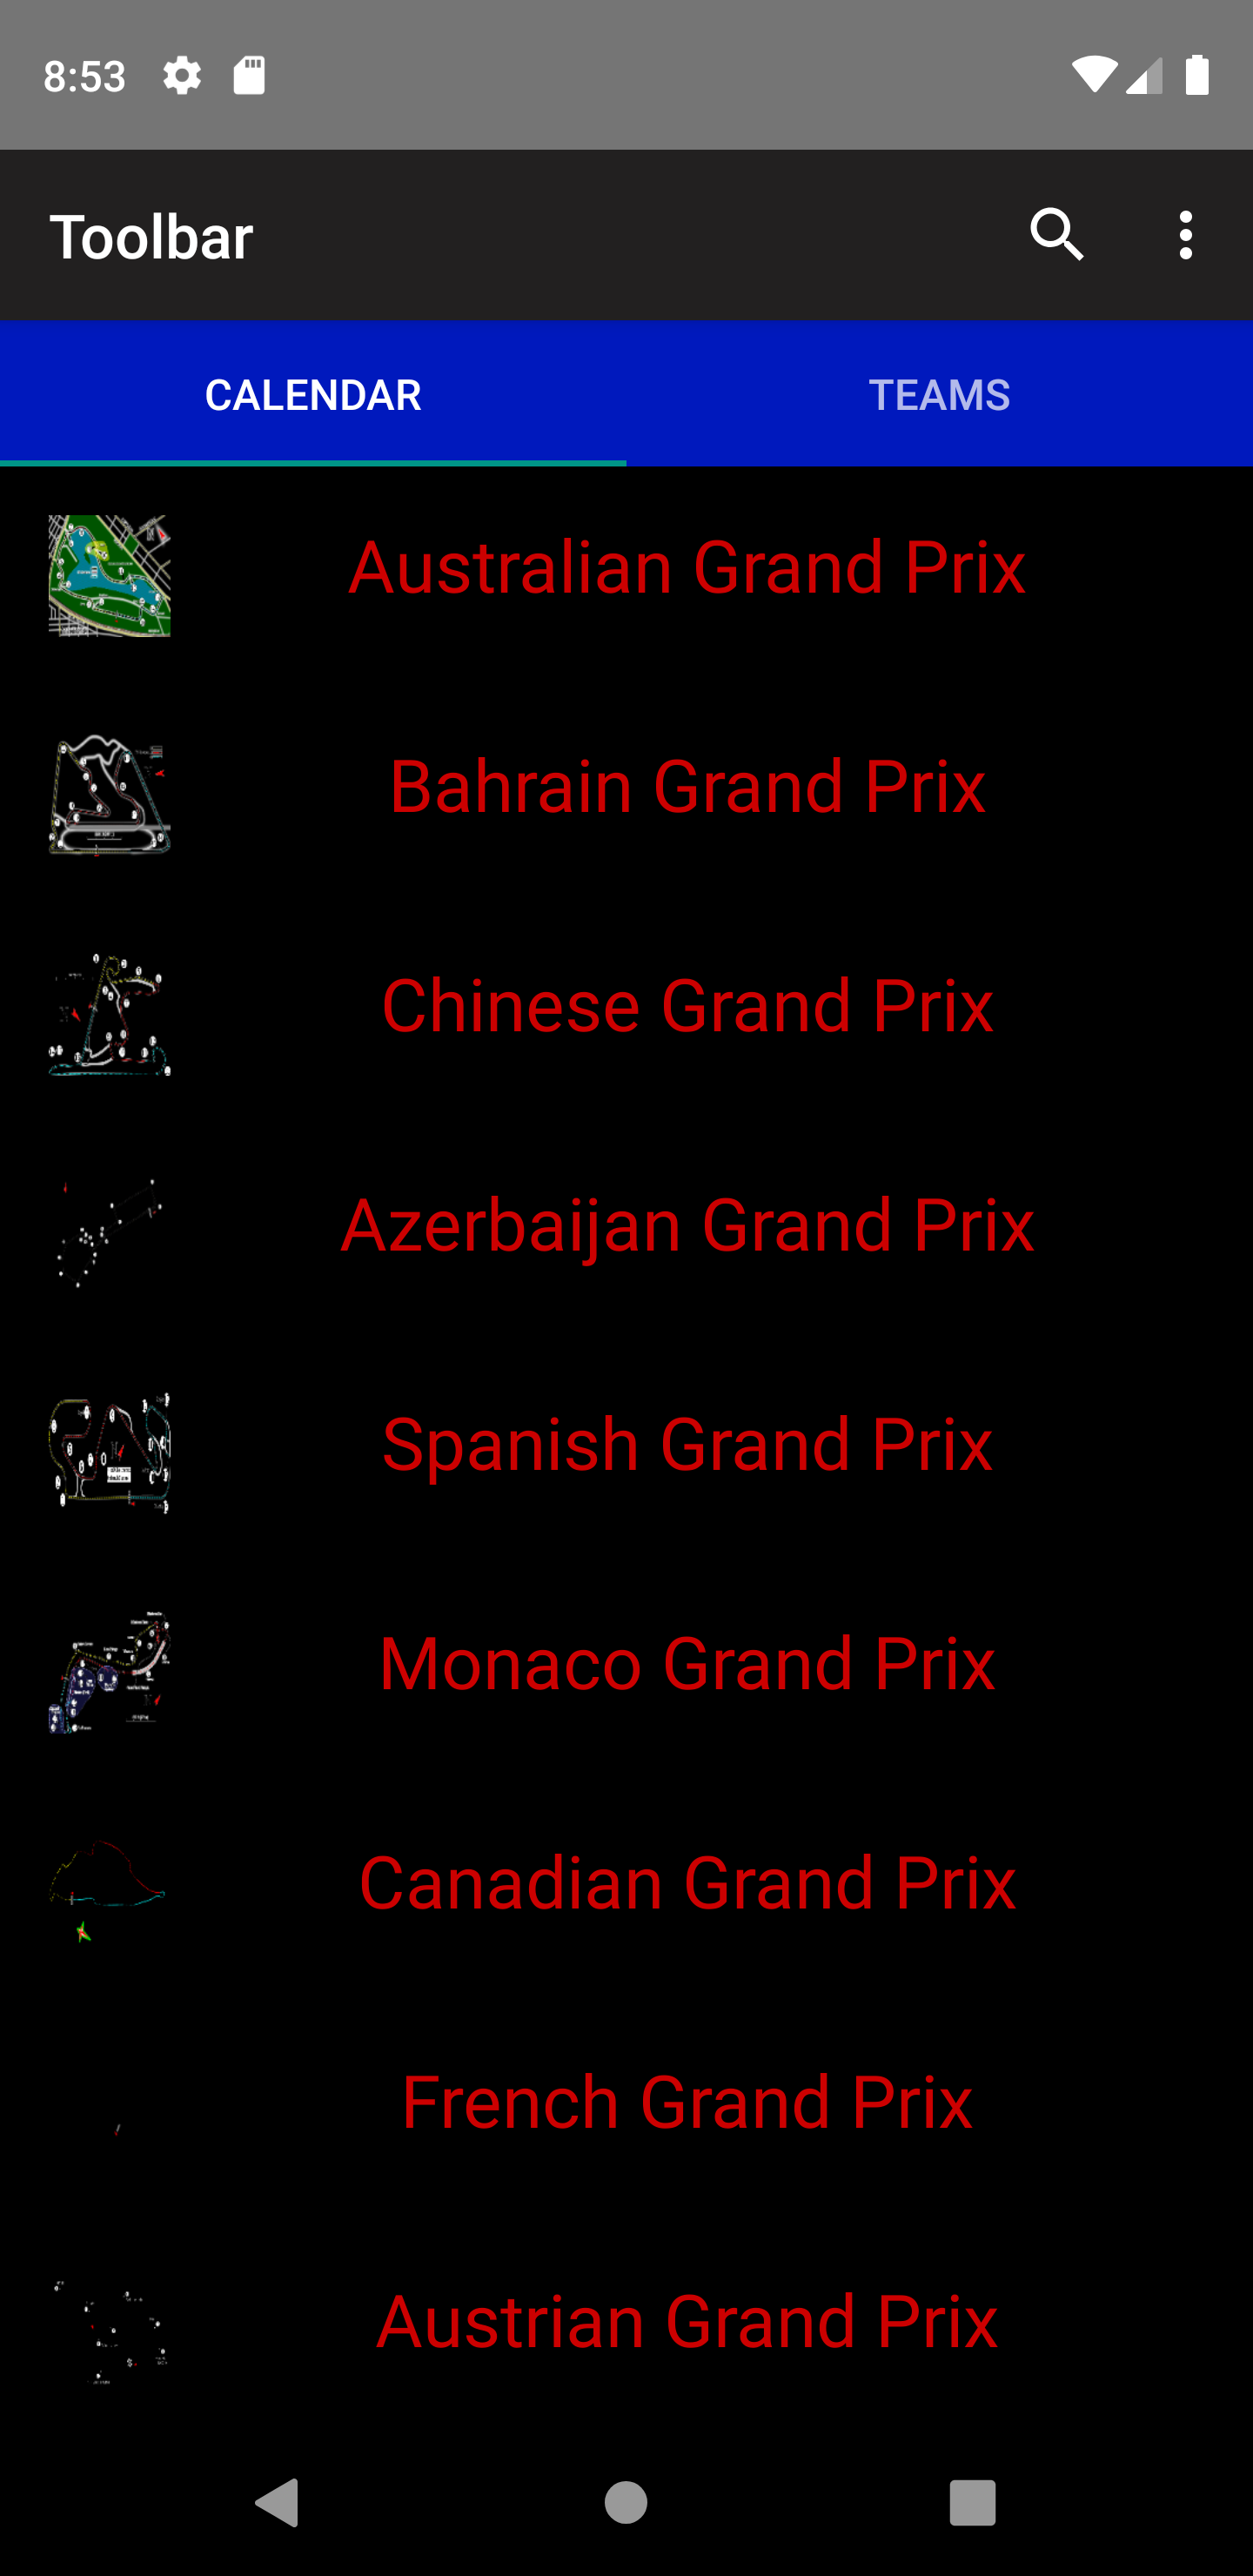 8:53
Toolbar
CALENDAR
TEAMS
Australian Grand Prix
Bahrain Grand Prix
Chinese Grand Prix
Azerbaijan Grand Prix
Spanish Grand Prix
Monaco Grand Prix
Canadian Grand Prix
French Grand Prix
Austrian Grand Prix